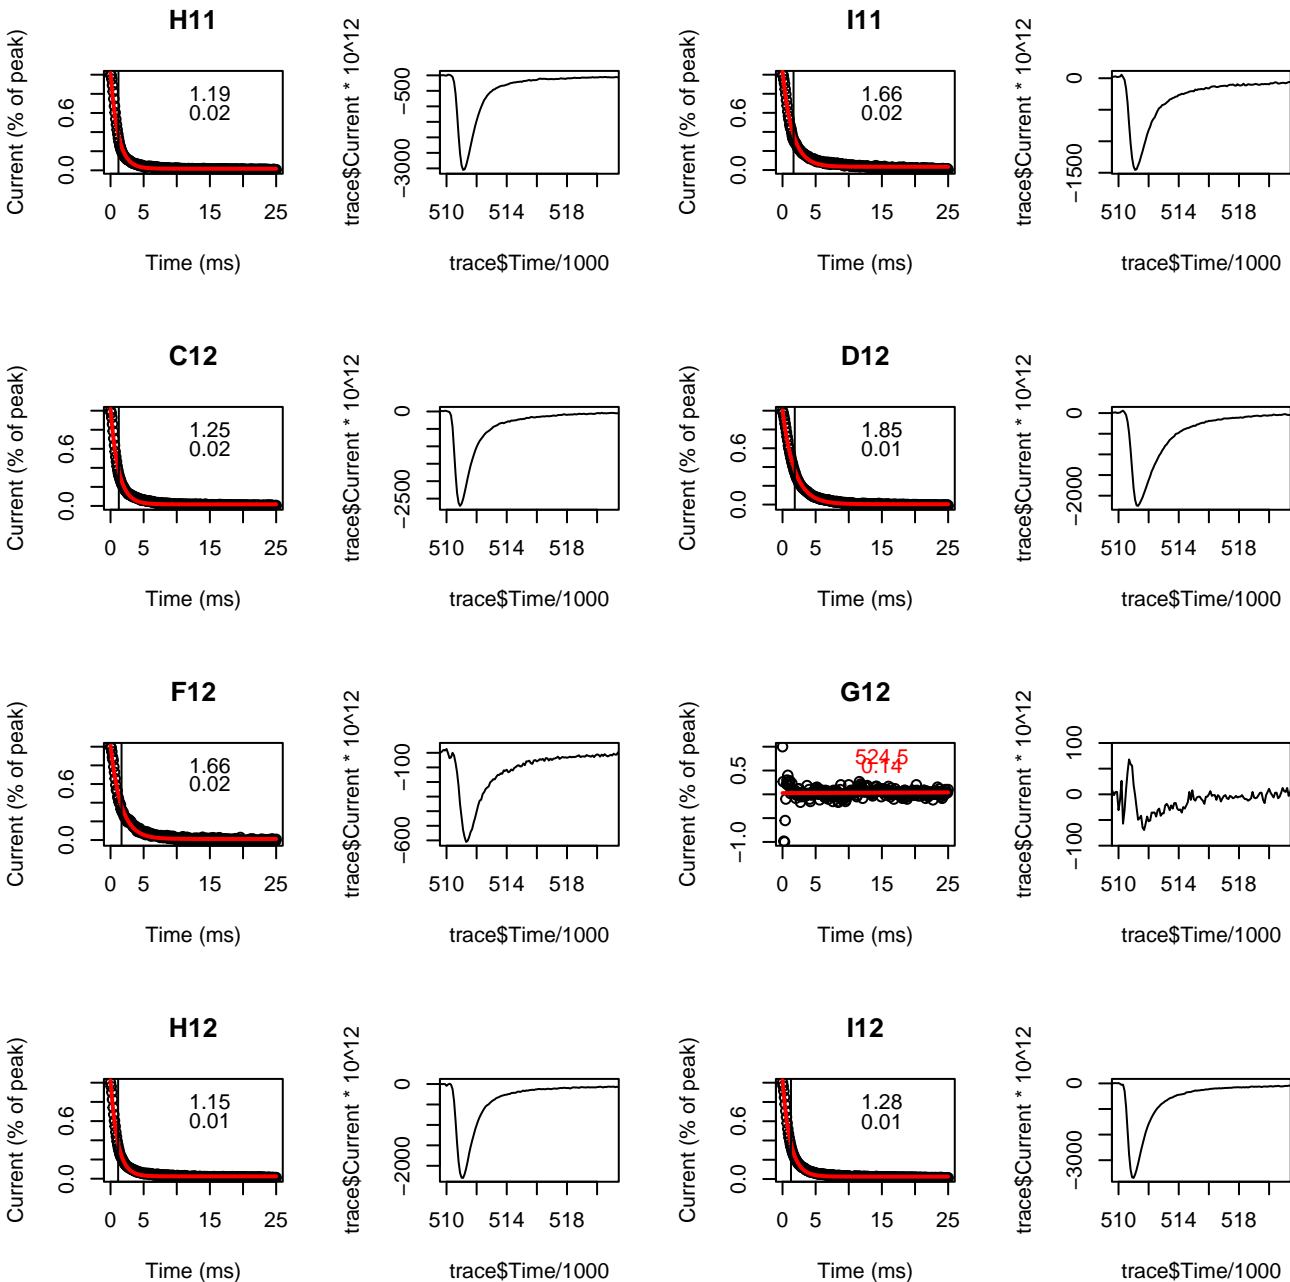 H11
Current (% of peak)
0.0 0.6
1.19
0.02
0 5 15 25
Time (ms)
trace$Current * 10^12
−3000 −500
510 514 518
trace$Time/1000
I11
Current (% of peak)
0.0 0.6
1.66
0.02
0 5 15 25
Time (ms)
trace$Current * 10^12
−1500 0
510 514 518
trace$Time/1000
C12
Current (% of peak)
0.0 0.6
1.25
0.02
0 5 15 25
Time (ms)
trace$Current * 10^12
−2500 0
510 514 518
trace$Time/1000
D12
Current (% of peak)
0.0 0.6
1.85
0.01
0 5 15 25
Time (ms)
trace$Current * 10^12
−2000 0
510 514 518
trace$Time/1000
F12
Current (% of peak)
0.0 0.6
1.66
0.02
0 5 15 25
Time (ms)
trace$Current * 10^12
−600 −100
510 514 518
trace$Time/1000
G12
Current (% of peak)
−1.0 0.5
524.5
0.14
0 5 15 25
Time (ms)
trace$Current * 10^12
−100 0 100
510 514 518
trace$Time/1000
H12
Current (% of peak)
0.0 0.6
1.15
0.01
0 5 15 25
Time (ms)
trace$Current * 10^12
−2000 0
510 514 518
trace$Time/1000
I12
Current (% of peak)
0.0 0.6
1.28
0.01
0 5 15 25
Time (ms)
trace$Current * 10^12
−3000 0
510 514 518
trace$Time/1000